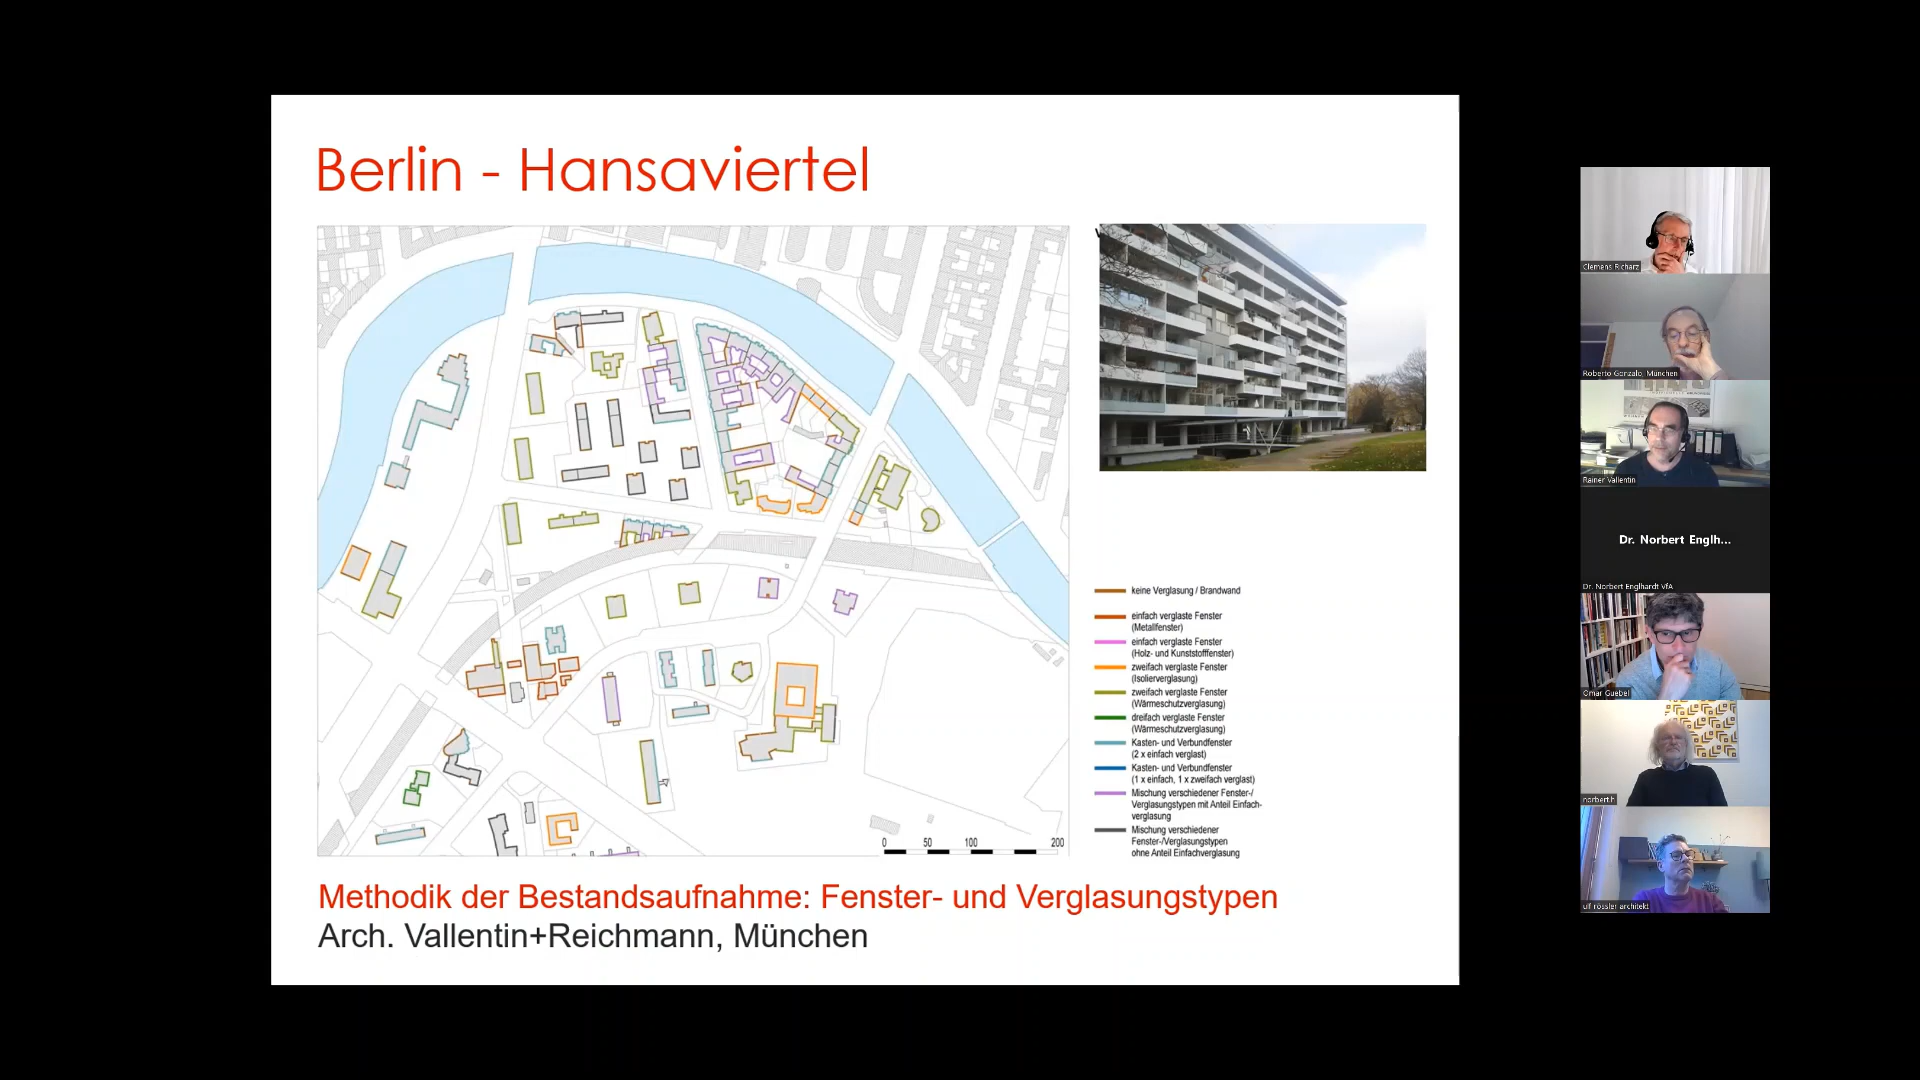 Berlin - Hansaviertel
keine Verglasung / Brandwand
einfach verglaste Fenster
(Metallfenster)
einfach verglaste Fenster
(Holz- und Kunststofffenster)
zweifach verglaste Fenster
(Isolierverglasung)
zweifach verglaste Fenster
(Wärmeschutzverglasung)
dreifach verglaste Fenster
(Wärmeschutzverglasung)
Kasten- und Verbundfenster
(2 x einfach verglast)
Kasten- und Verbundfenster
(1 x einfach, 1 x zweifach verglast)
Mischung verschiedener Fenster-/
Verglasungstypen mit Anteil Einfach-
verglasung
Mischung verschiedener
Fenster-/Verglasungstypen
ohne Anteil Einfachverglasung
0 50 100 200
Methodik der Bestandsaufnahme: Fenster- und Verglasungstypen
Arch. Vallentin+Reichmann, München
Clemens Richarz
Roberto Gonzalo, München
Rainer Vallentin
Dr. Norbert Englh...
Dr. Norbert Englhardt VfA
Omar Guebel
norbert.h
ulf rössler architekt